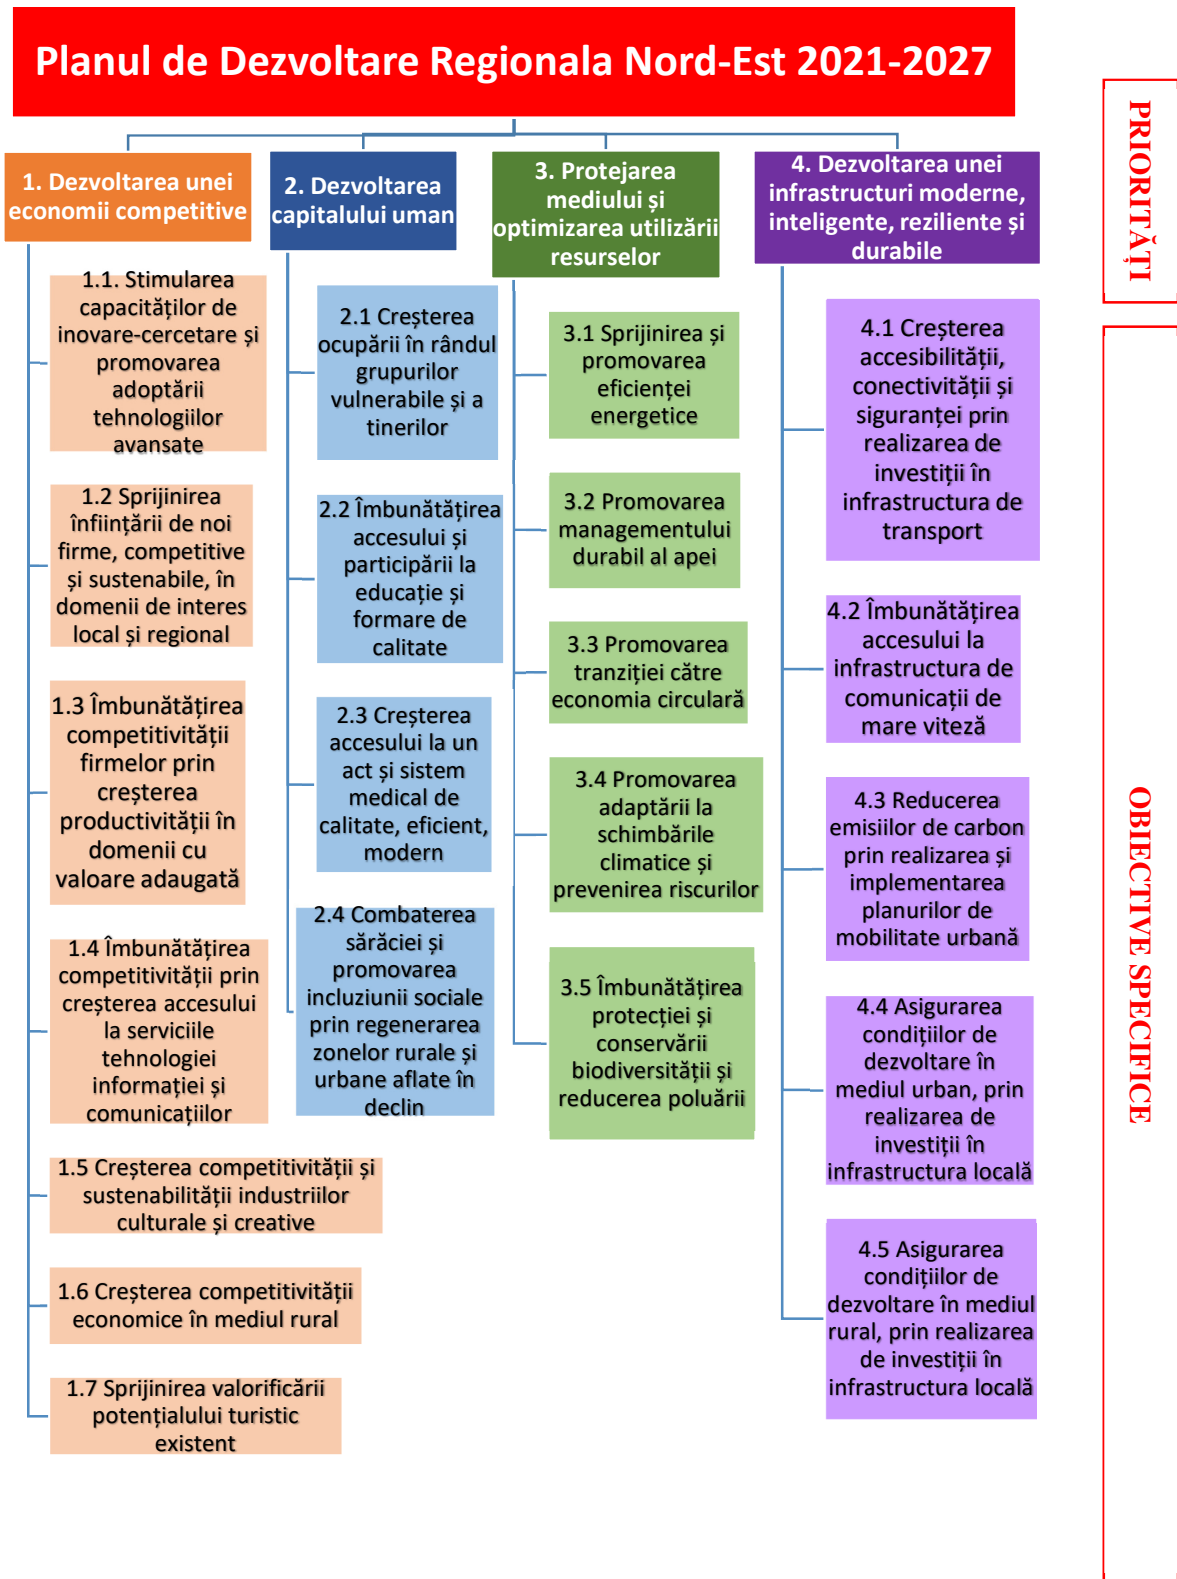 Planul de Dezvoltare Regionala Nord-Est 2021-2027
PRIORITĂȚI
1. Dezvoltarea unei
economii competitive
1.1. Stimularea
capacităților de
inovare-cercetare și
promovarea
adoptării
tehnologiilor
avansate
1.2 Sprijinirea
înființării de noi
firme, competitive
și sustenabile, în
domenii de interes
local și regional
1.3 Îmbunătățirea
competitivității
firmelor prin
creșterea
productivității în
domenii cu
valoare adaugată
1.4 Îmbunătățirea
competitivității prin
creșterea accesului
la serviciile
tehnologiei
informației și
comunicațiilor
1.5 Creșterea competitivității și
sustenabilității industriilor
culturale și creative
1.6 Creșterea competitivității
economice în mediul rural
1.7 Sprijinirea valorificării
potențialului turistic
existent
2. Dezvoltarea
capitalului uman
2.1 Creșterea
ocupării în rândul
grupurilor
vulnerabile și a
tinerilor
2.2 Îmbunătățirea
accesului și
participării la
educație și
formare de
calitate
2.3 Creșterea
accesului la un
act și sistem
medical de
calitate, eficient,
modern
2.4 Combaterea
sărăciei și
promovarea
incluziunii sociale
prin regenerarea
zonelor rurale și
urbane aflate în
declin
3. Protejarea
mediului și
optimizarea utilizării
resurselor
3.1 Sprijinirea și
promovarea
eficienței
energetice
3.2 Promovarea
managementului
durabil al apei
3.3 Promovarea
tranziției către
economia circulară
3.4 Promovarea
adaptării la
schimbările
climatice și
prevenirea riscurilor
3.5 Îmbunătățirea
protecției și
conservării
biodiversității și
reducerea poluării
4. Dezvoltarea unei
infrastructuri moderne,
inteligente, reziliente și
durabile
4.1 Creșterea
accesibilității,
conectivității și
siguranței prin
realizarea de
investiții în
infrastructura de
transport
4.2 Îmbunătățirea
accesului la
infrastructura de
comunicații de
mare viteză
4.3 Reducerea
emisiilor de carbon
prin realizarea și
implementarea
planurilor de
mobilitate urbană
4.4 Asigurarea
condițiilor de
dezvoltare în
mediul urban, prin
realizarea de
investiții în
infrastructura locală
4.5 Asigurarea
condițiilor de
dezvoltare în mediul
rural, prin realizarea
de investiții în
infrastructura locală
OBIECTIVE SPECIFICE